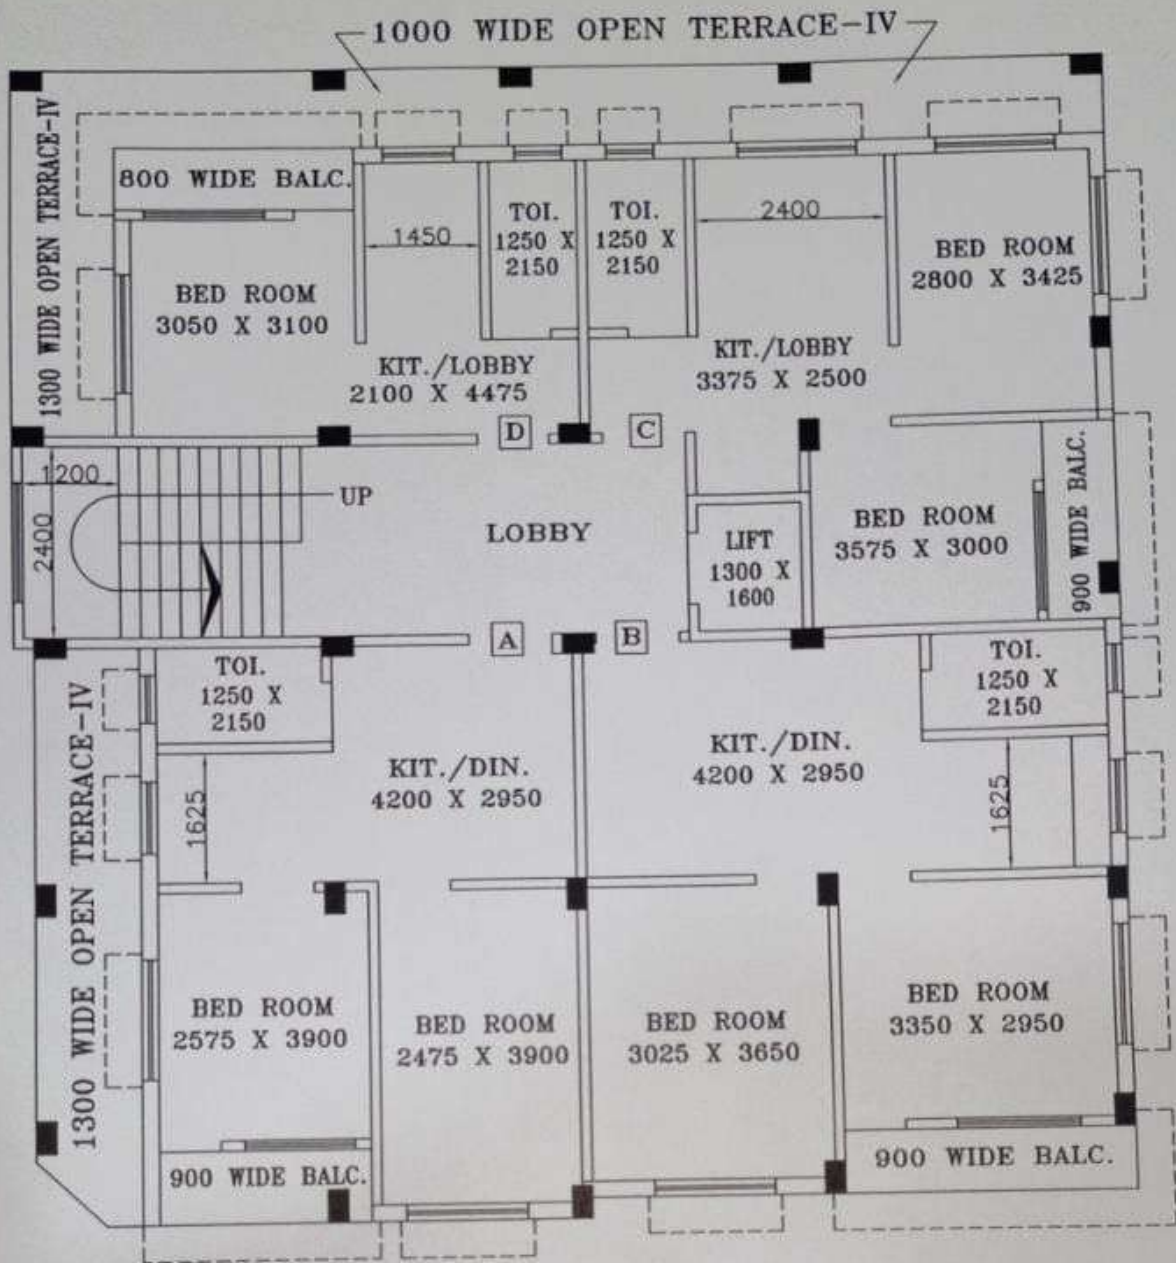 1000 WIDE OPEN TERRACE-IV
1300 WIDE OPEN TERRACE-IV
800 WIDE BALC.
BED ROOM
3050 X 3100
1450
TOI.
1250 X
2150
TOI.
1250 X
2150
2400
BED ROOM
2800 X 3425
KIT./LOBBY
2100 X 4475
KIT./LOBBY
3375 X 2500
D
C
1200
2400
UP
LOBBY
LIFT
1300 X
1600
BED ROOM
3575 X 3000
900 WIDE BALC.
A
B
TOI.
1250 X
2150
TOI.
1250 X
2150
1300 WIDE OPEN TERRACE-IV
1625
KIT./DIN.
4200 X 2950
KIT./DIN.
4200 X 2950
1625
BED ROOM
2575 X 3900
BED ROOM
2475 X 3900
BED ROOM
3025 X 3650
BED ROOM
3350 X 2950
900 WIDE BALC.
900 WIDE BALC.